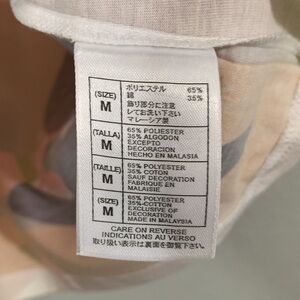 (SIZE) M
ポリエステル 65%
綿 35%
飾り部分に注意
してお洗い下さい
マレーシア製
(TALLA) M
65% POLIESTER
35% ALGODON
EXCEPTO
DECORACION
HECHO EN MALASIA
(TAILLE) M
65% POLYESTER
35% COTON
SAUF DECORATION
FABRIQUE EN
MALAISIE
(SIZE) M
65% POLYESTER
35% COTTON
EXCLUSIVE OF
DECORATION
MADE IN MALAYSIA
CARE ON REVERSE
INDICATIONS AU VERSO
取り扱い表示は裏面を御覧下さい。